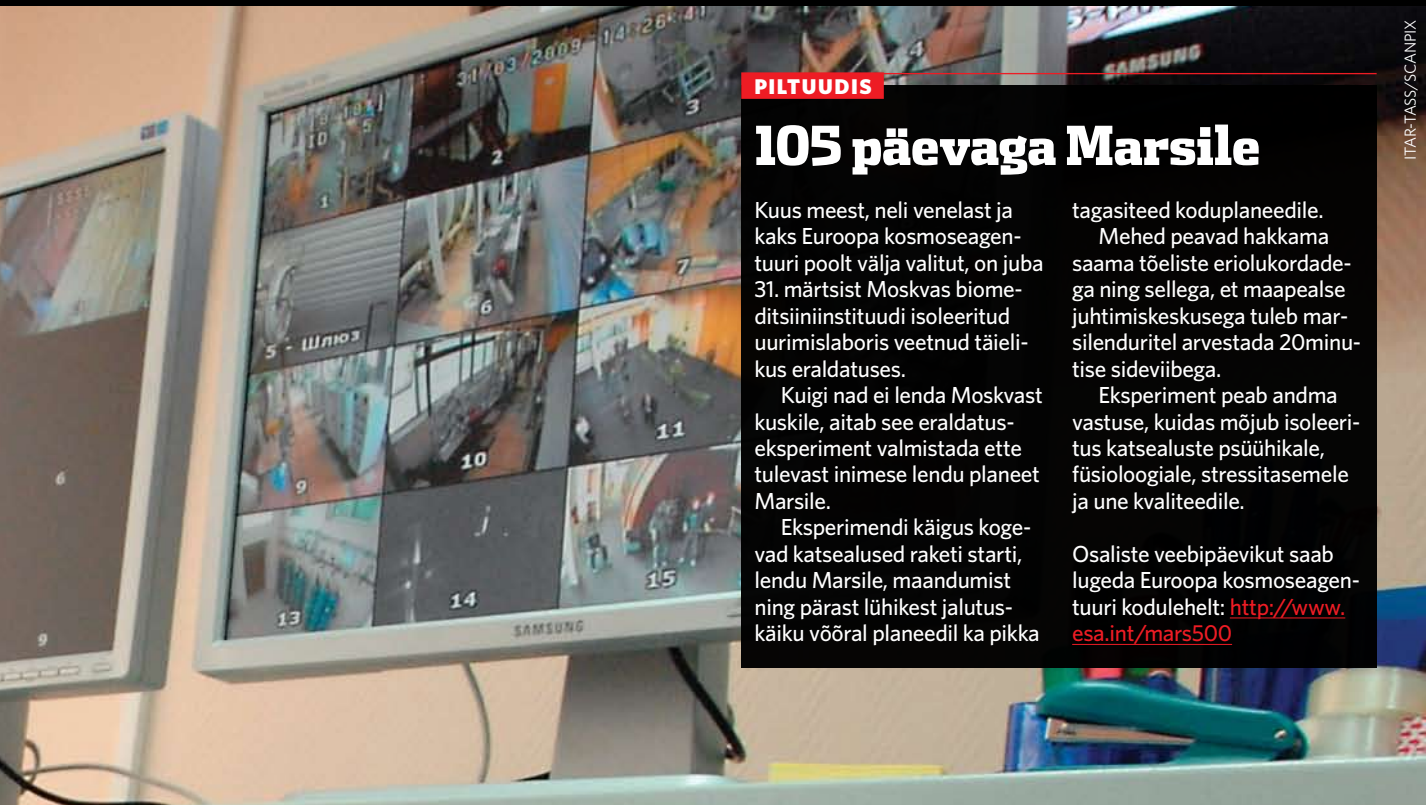 ITAR-TASS/SCANPIX
SAMSUNG
PILTUUDIS
105 päevaga Marsile
Kuus meest, neli venelast ja
kaks Euroopa kosmoseagen-
tuuri poolt välja valitut, on juba
31. märtsist Moskvas biome-
ditsiiniinstituudi isoleeritud
uurimislaboris veetnud täieli-
kus eraldatuses.
Kuigi nad ei lenda Moskvast
kuskile, aitab see eraldatus-
eksperiment valmistada ette
tulevast inimese lendu planeet
Marsile.
Eksperimendi käigus koge-
vad katsealused raketi starti,
lendu Marsile, maandumist
ning pärast lühikest jalutus-
käiku võõral planeedil ka pikka
tagasiteed koduplaneedile.
Mehed peavad hakkama
saama tõeliste eriolukordade-
ga ning sellega, et maapealse
juhtimiskeskusega tuleb mar-
silenduritel arvestada 20minu-
tise sideviibega.
Eksperiment peab andma
vastuse, kuidas mõjub isoleeri-
tus katsealuste psüühikale,
füsioloogiale, stressitasemele
ja une kvaliteedile.
Osaliste veebipäevikut saab
lugeda Euroopa kosmoseagen-
tuuri kodulehelt: http://www.
esa.int/mars500
31/03/2009 - 14:26:41
1
2
3
4
5 - Шлюз
6
7
9
10
11
13
14
15
SAMSUNG
6
9